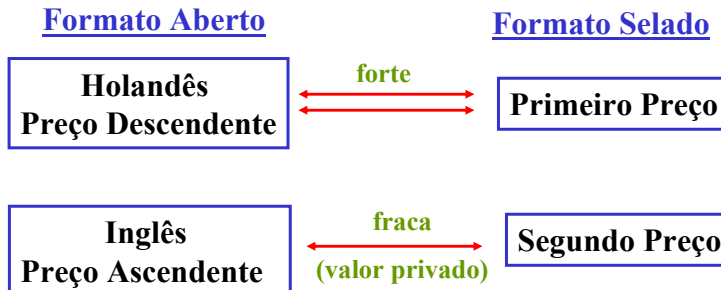 Formato Aberto
Formato Selado
Holandês
Preço Descendente
forte
Primeiro Preço
Inglês
Preço Ascendente
fraca
(valor privado)
Segundo Preço